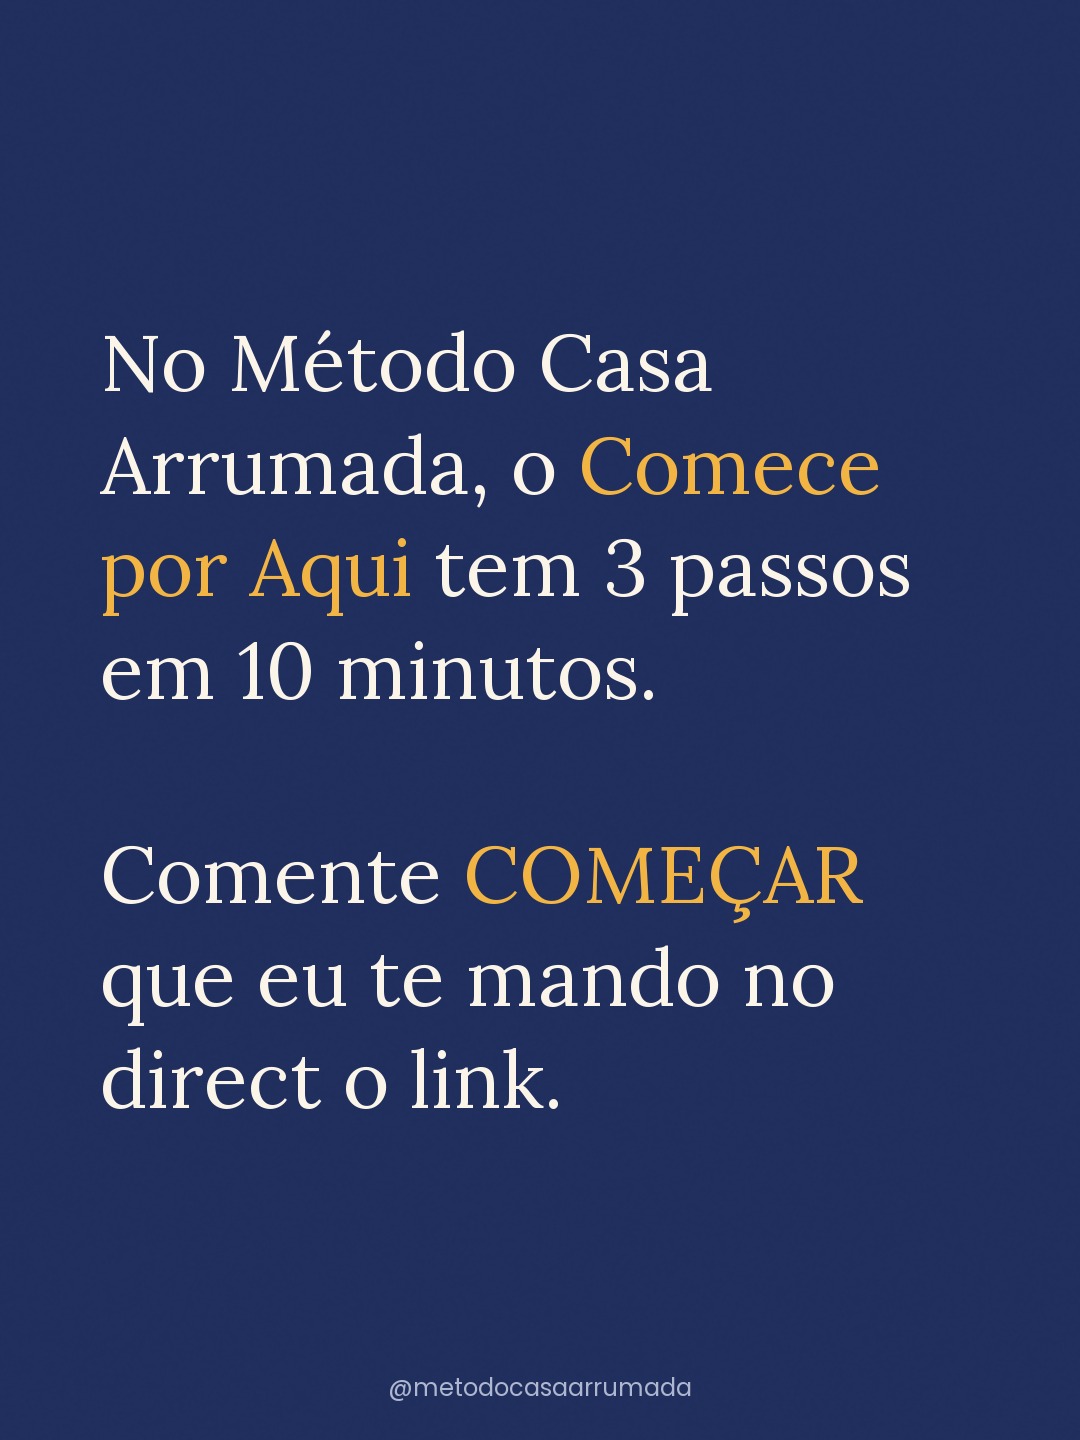 No Método Casa
Arrumada, o Comece
por Aqui tem 3 passos
em 10 minutos.
Comente COMEÇAR
que eu te mando no
direct o link.
@metodocasaarrumada